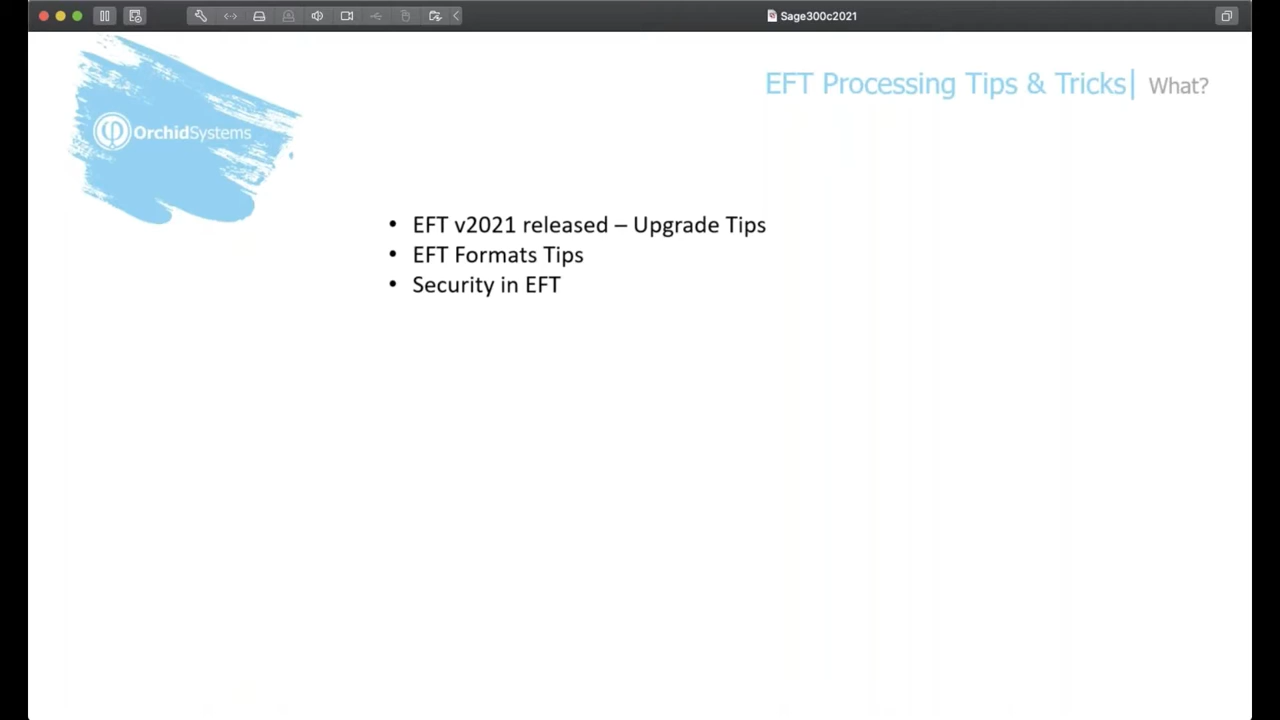 Sage300c2021
EFT Processing Tips & Tricks| What?
OrchidSystems
• EFT v2021 released – Upgrade Tips
• EFT Formats Tips
• Security in EFT